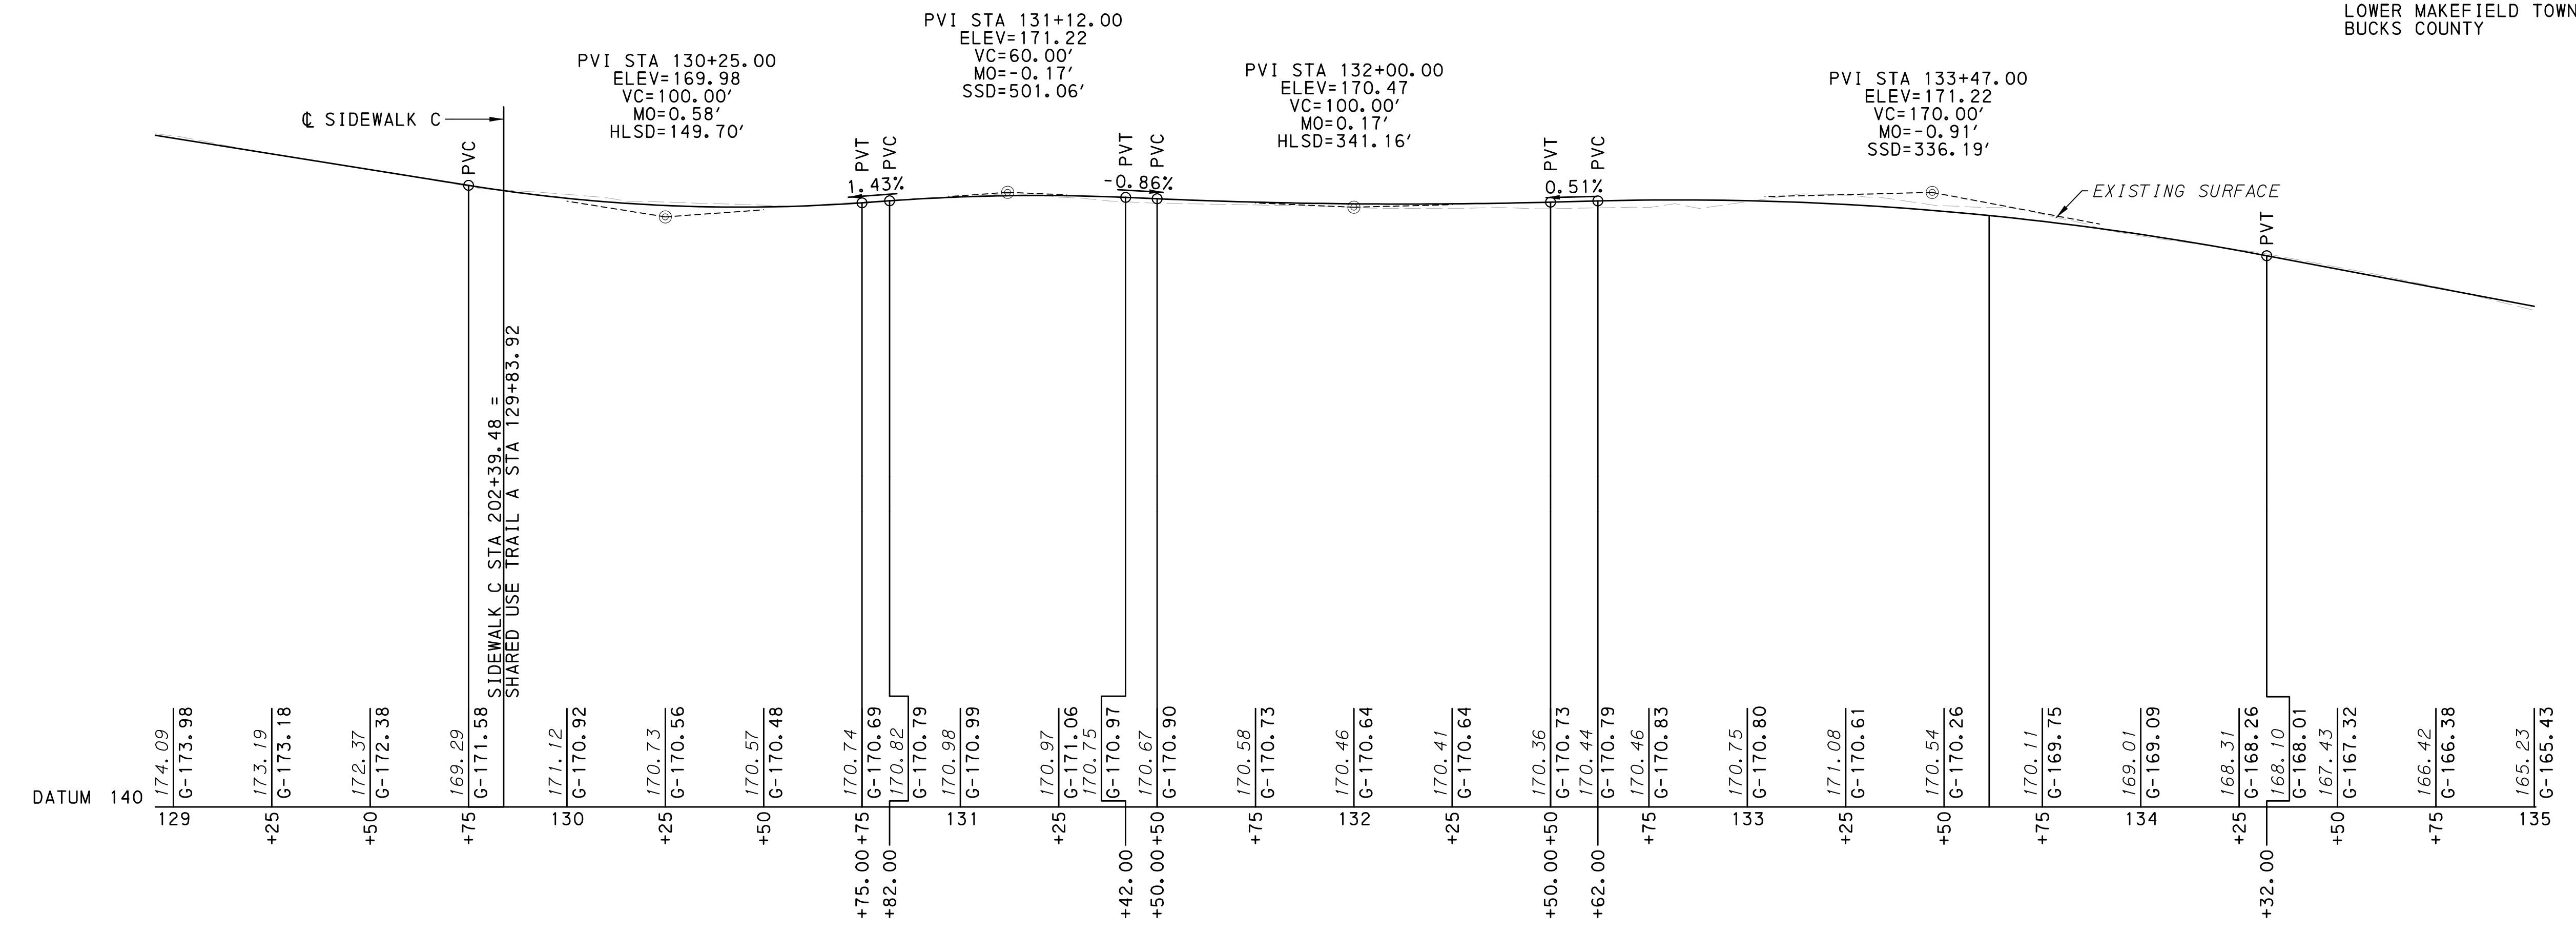 LOWER MAKEFIELD TOWN
BUCKS COUNTY
PVI STA 130+25.00
ELEV=169.98
VC=100.00′
MO=0.58′
HLSD=149.70′
PVI STA 131+12.00
ELEV=171.22
VC=60.00′
MO=-0.17′
SSD=501.06′
PVI STA 132+00.00
ELEV=170.47
VC=100.00′
MO=0.17′
HLSD=341.16′
PVI STA 133+47.00
ELEV=171.22
VC=170.00′
MO=-0.91′
SSD=336.19′
℄ SIDEWALK C
PVC
PVT
PVC
PVT
PVC
PVT
PVC
PVT
1.43%
-0.86%
0.51%
EXISTING SURFACE
SIDEWALK C STA 202+39.48 =
SHARED USE TRAIL A STA 129+83.92
174.09
G-173.98
173.19
G-173.18
172.37
G-172.38
169.29
G-171.58
171.12
G-170.92
170.73
G-170.56
170.57
G-170.48
170.74
G-170.69
170.82
G-170.79
170.98
G-170.99
170.97
G-171.06
170.75
G-170.97
170.67
G-170.90
170.58
G-170.73
170.46
G-170.64
170.41
G-170.64
170.36
G-170.73
170.44
G-170.79
170.46
G-170.83
170.75
G-170.80
171.08
G-170.61
170.54
G-170.26
170.11
G-169.75
169.01
G-169.09
168.31
G-168.26
168.10
G-168.01
167.43
G-167.32
166.42
G-166.38
165.23
G-165.43
DATUM 140
129
+25
+50
+75
130
+25
+50
+75
131
+25
+50
+75
132
+25
+50
+75
133
+25
+50
+75
134
+25
+50
+75
135
+75.00
+82.00
+42.00
+50.00
+50.00
+62.00
+32.00